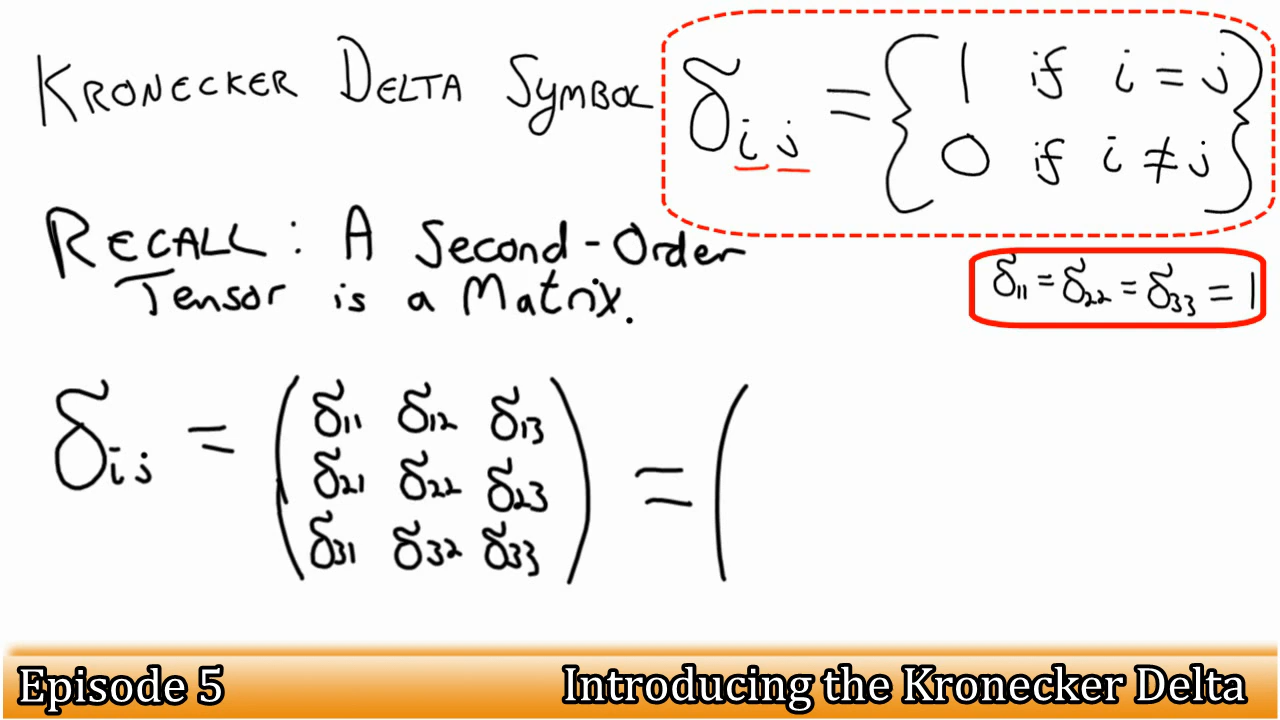 KRONECKER DELTA SYMBOL δij = { 1 if i = j
0 if i ≠ j }
RECALL : A Second-Order
Tensor is a Matrix.
δ11 = δ22 = δ33 = 1
δij = ( δ11 δ12 δ13
δ21 δ22 δ23
δ31 δ32 δ33 ) = (
Episode 5
Introducing the Kronecker Delta